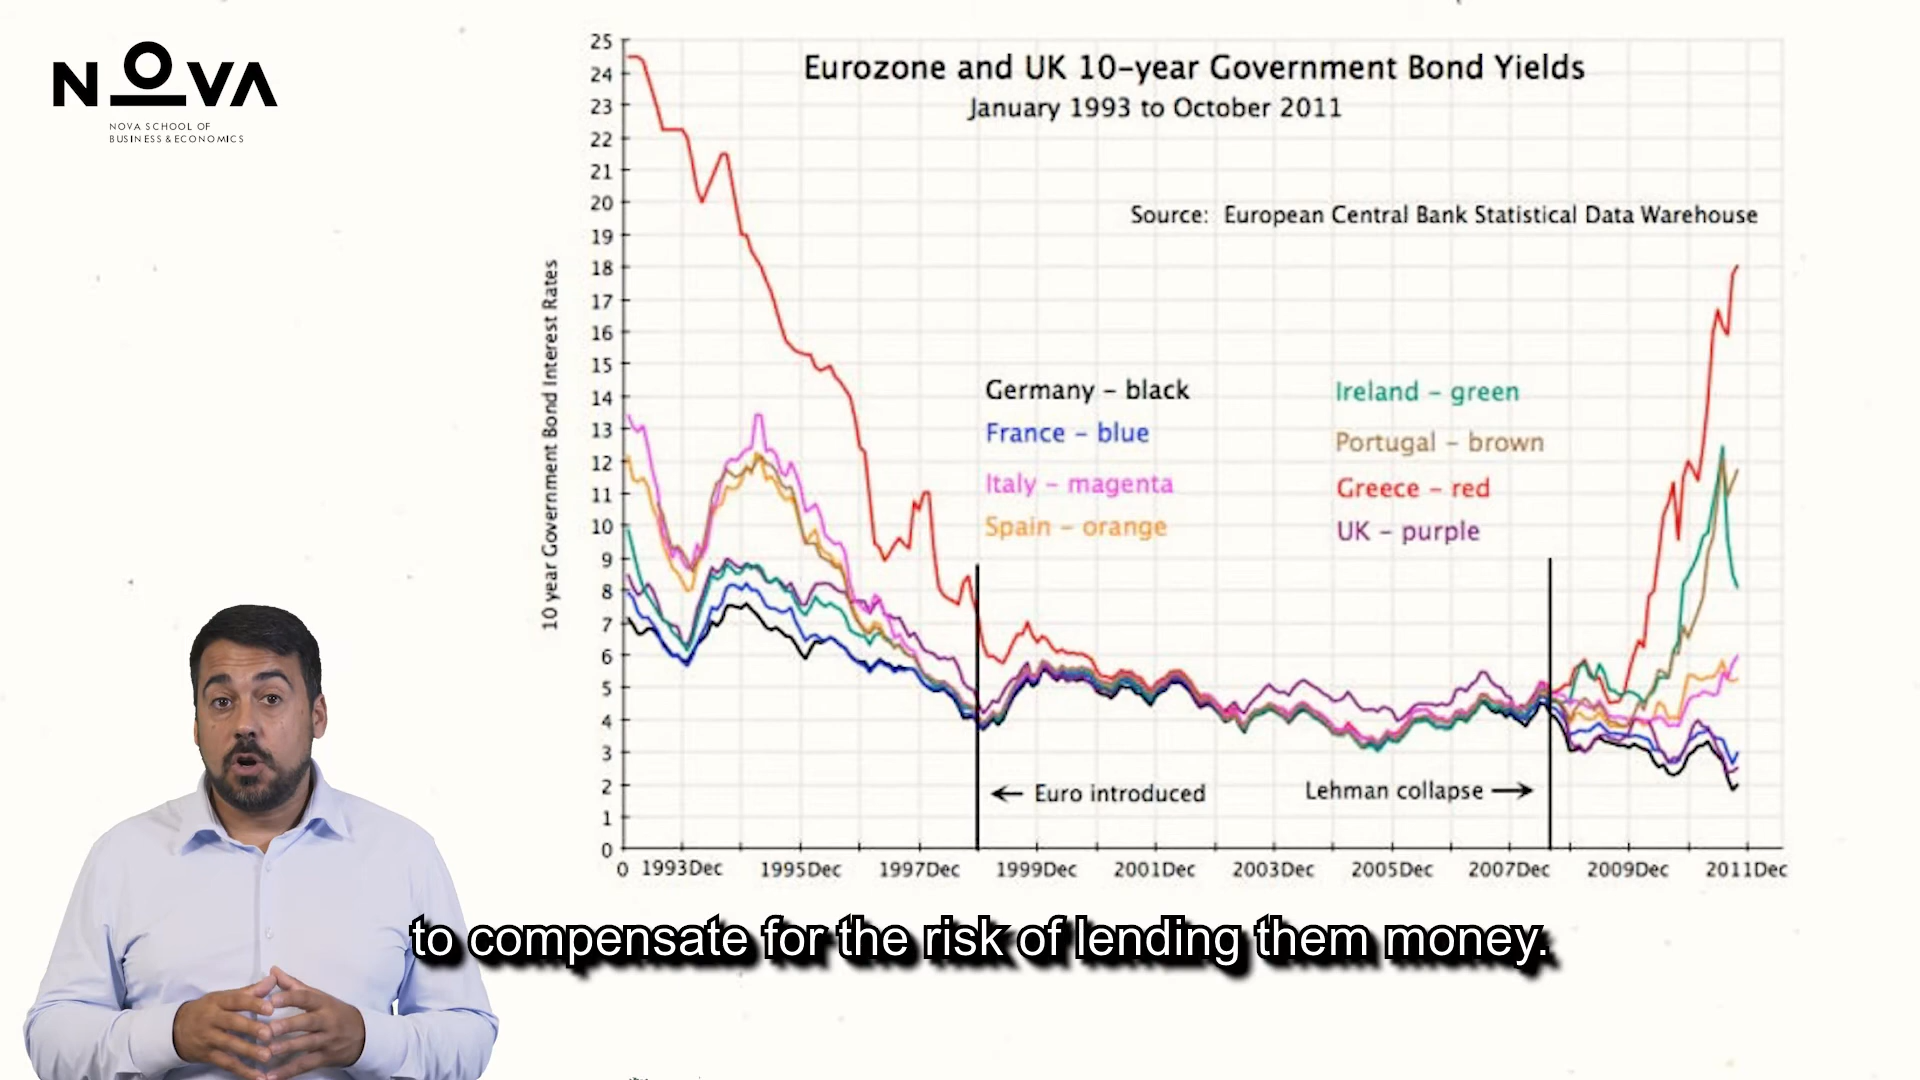 NOVA
NOVA SCHOOL OF
BUSINESS & ECONOMICS
Eurozone and UK 10-year Government Bond Yields
January 1993 to October 2011
Source: European Central Bank Statistical Data Warehouse
10 year Government Bond Interest Rates
25
24
23
22
21
20
19
18
17
16
15
14
13
12
11
10
9
8
7
6
5
4
3
2
1
0
Germany - black
France - blue
Italy - magenta
Spain - orange
Ireland - green
Portugal - brown
Greece - red
UK - purple
← Euro introduced
Lehman collapse →
0 1993Dec 1995Dec 1997Dec 1999Dec 2001Dec 2003Dec 2005Dec 2007Dec 2009Dec 2011Dec
to compensate for the risk of lending them money.